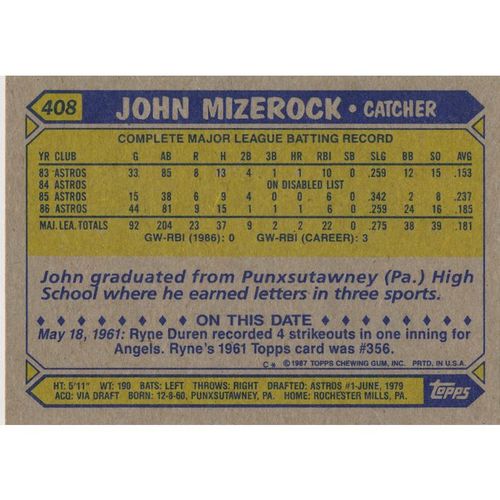 408 JOHN MIZEROCK • CATCHER
COMPLETE MAJOR LEAGUE BATTING RECORD
YR CLUB G AB R H 2B 3B HR RBI SB SLG BB SO AVG
83 ASTROS 33 85 8 13 4 1 1 10 0 .259 12 15 .153
84 ASTROS ON DISABLED LIST
85 ASTROS 15 38 6 9 4 0 0 6 0 .342 2 8 .237
86 ASTROS 44 81 9 15 1 1 1 6 0 .259 24 16 .185
MAJ. LEA. TOTALS 92 204 23 37 9 2 2 22 0 .275 38 39 .181
GW-RBI (1986): 0 GW-RBI (CAREER): 3
John graduated from Punxsutawney (Pa.) High
School where he earned letters in three sports.
♦ ♦ ♦ ♦ ♦ ♦ ♦ ON THIS DATE ♦ ♦ ♦ ♦ ♦ ♦ ♦
May 18, 1961: Ryne Duren recorded 4 strikeouts in one inning for
Angels. Ryne's 1961 Topps card was #356.
C* ©1987 TOPPS CHEWING GUM, INC. PRTD. IN U.S.A.
HT: 5'11" WT: 190 BATS: LEFT THROWS: RIGHT DRAFTED: ASTROS #1-JUNE, 1979
ACQ: VIA DRAFT BORN: 12-8-60, PUNXSUTAWNEY, PA. HOME: ROCHESTER MILLS, PA.
Topps